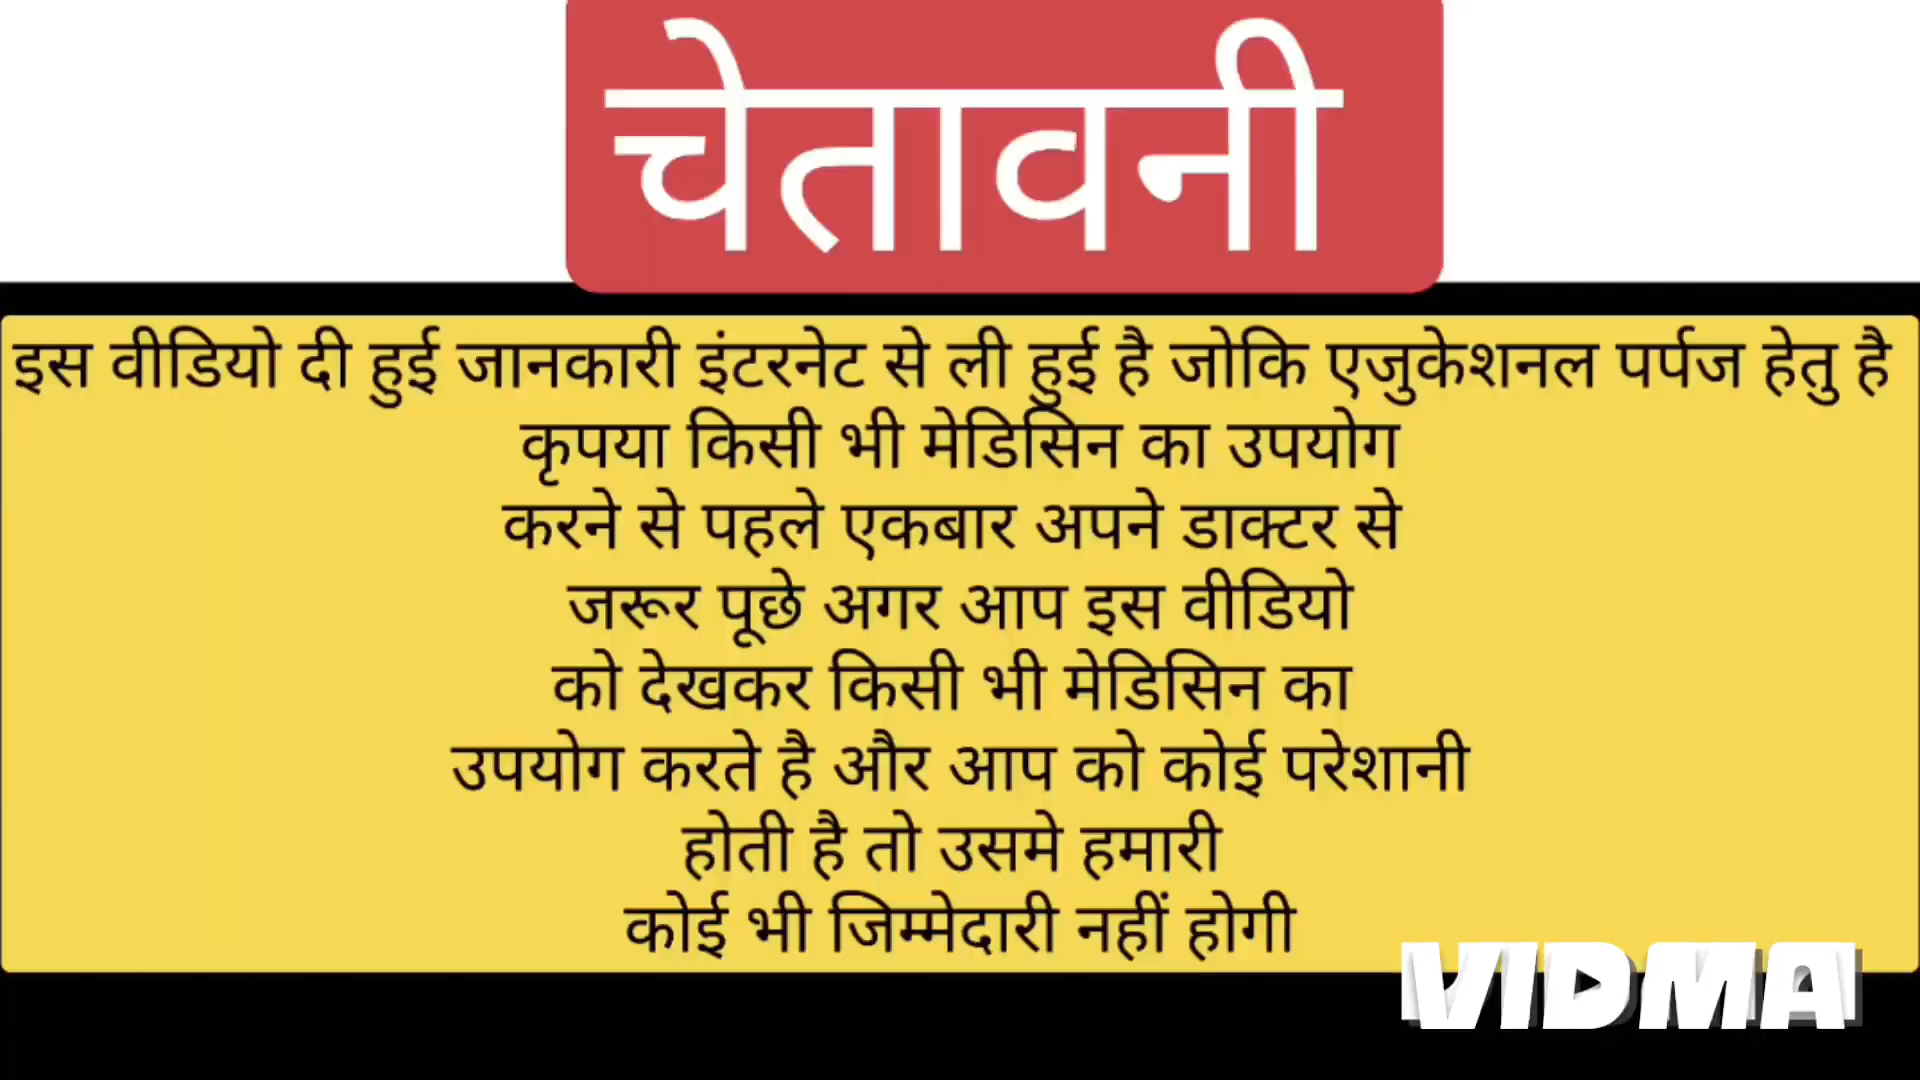 चेतावनी
इस वीडियो दी हुई जानकारी इंटरनेट से ली हुई है जोकि एजुकेशनल पर्पज हेतु है
कृपया किसी भी मेडिसिन का उपयोग
करने से पहले एकबार अपने डाक्टर से
जरूर पूछे अगर आप इस वीडियो
को देखकर किसी भी मेडिसिन का
उपयोग करते है और आप को कोई परेशानी
होती है तो उसमे हमारी
कोई भी जिम्मेदारी नहीं होगी
VIDMA